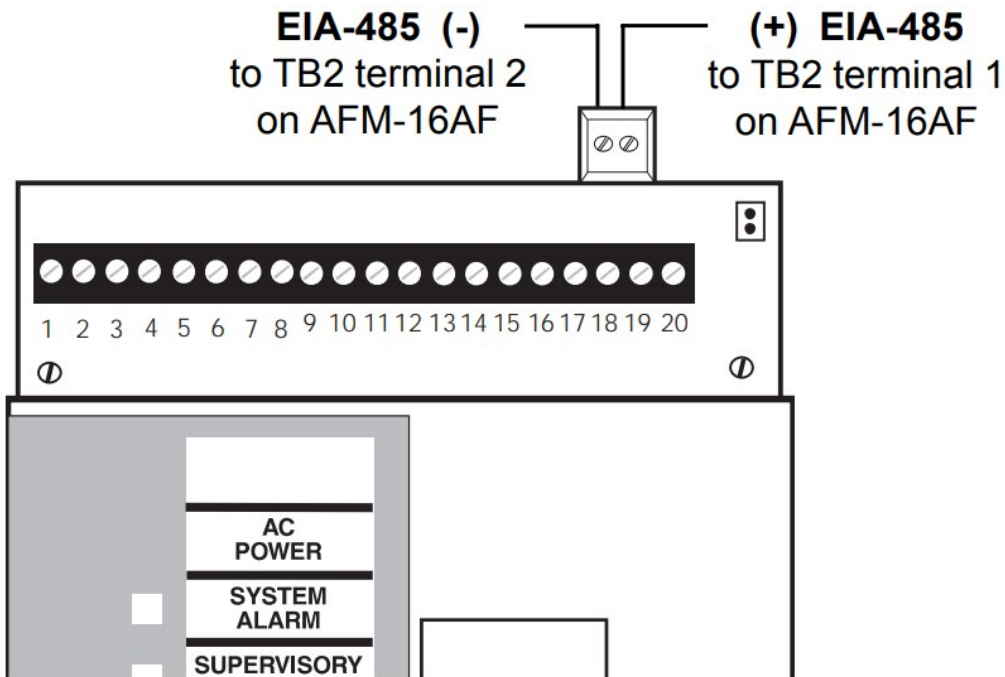 EIA-485 (-)
to TB2 terminal 2
on AFM-16AF
(+) EIA-485
to TB2 terminal 1
on AFM-16AF
1 2 3 4 5 6 7 8 9 10 11 12 13 14 15 16 17 18 19 20
AC
POWER
SYSTEM
ALARM
SUPERVISORY